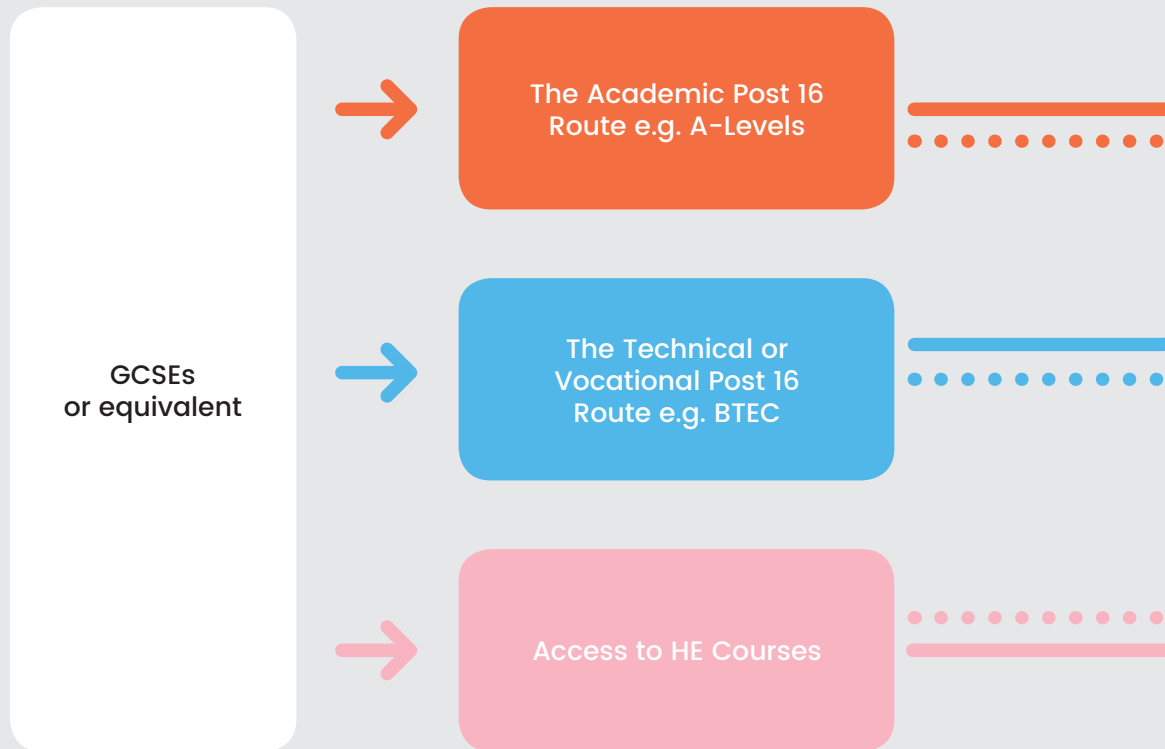 GCSEs
or equivalent
The Academic Post 16
Route e.g. A-Levels
The Technical or
Vocational Post 16
Route e.g. BTEC
Access to HE Courses